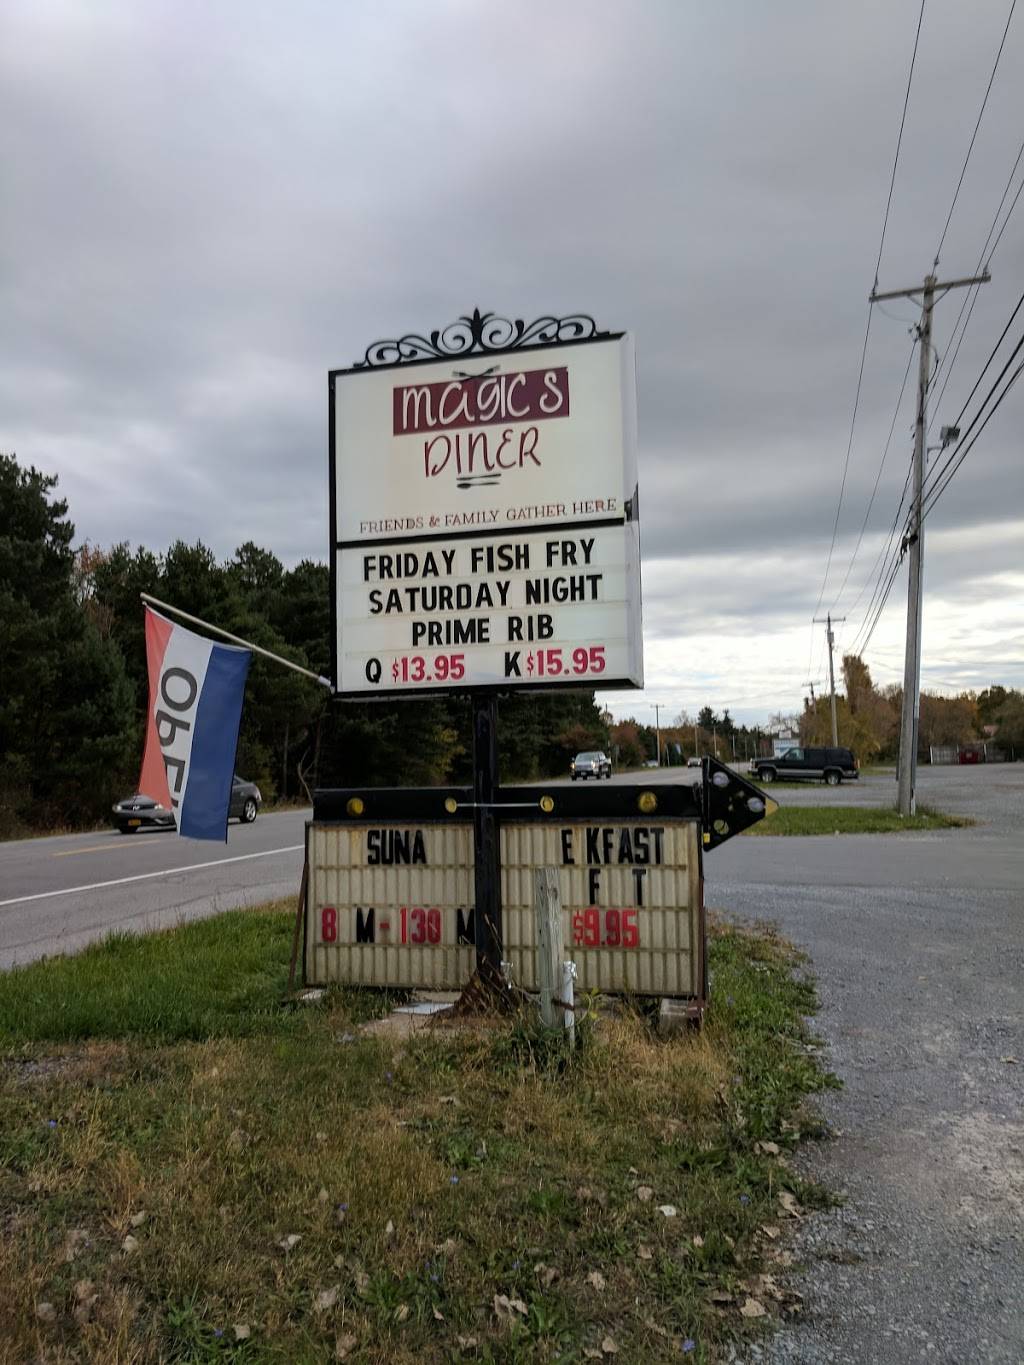 MAGIC'S
DINER
FRIENDS & FAMILY GATHER HERE
FRIDAY FISH FRY
SATURDAY NIGHT
PRIME RIB
Q $13.95 K $15.95
OPE
SUNA E KFAST
F T
8 M - 130 M $9.95